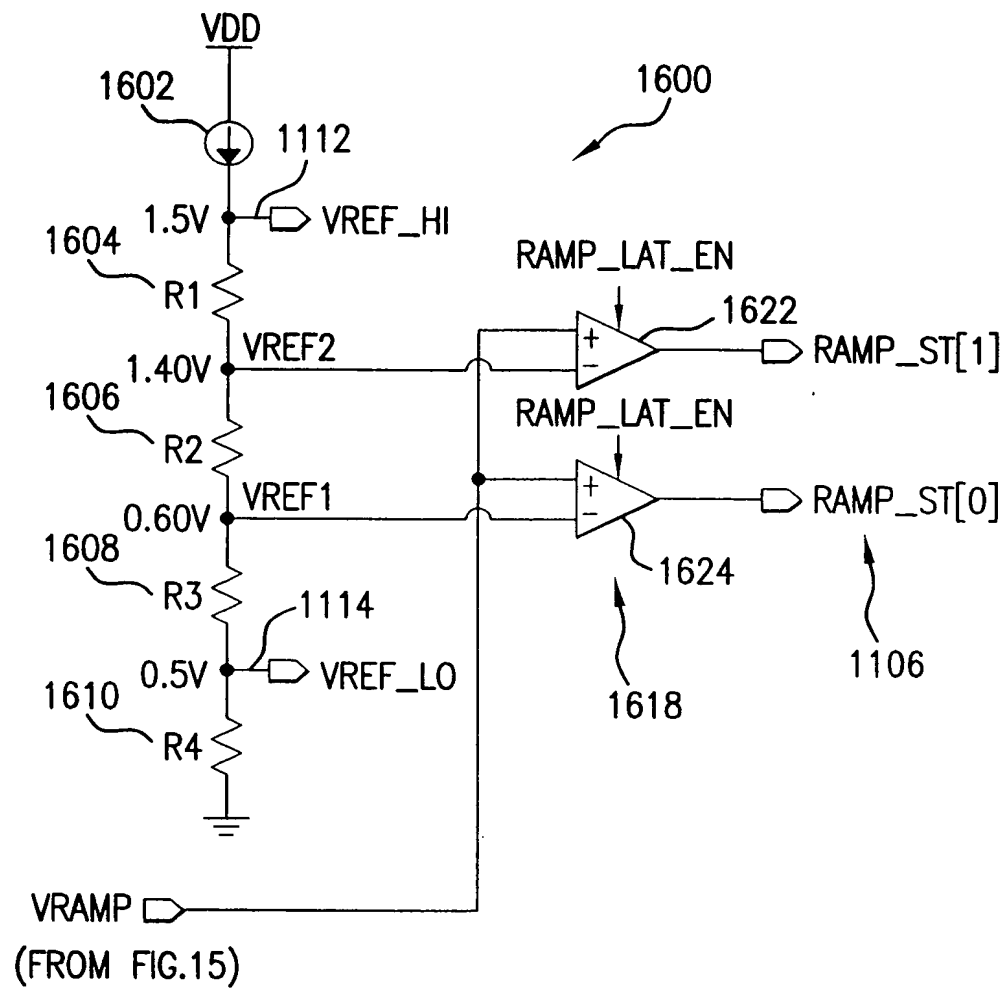 VDD
1602
1600
1112
1.5V
VREF_HI
1604
R1
RAMP_LAT_EN
1622
VREF2
+
−
RAMP_ST[1]
1.40V
1606
R2
RAMP_LAT_EN
VREF1
+
−
RAMP_ST[0]
0.60V
1608
R3
1624
1114
0.5V
VREF_LO
1618
1106
1610
R4
VRAMP
(FROM FIG.15)